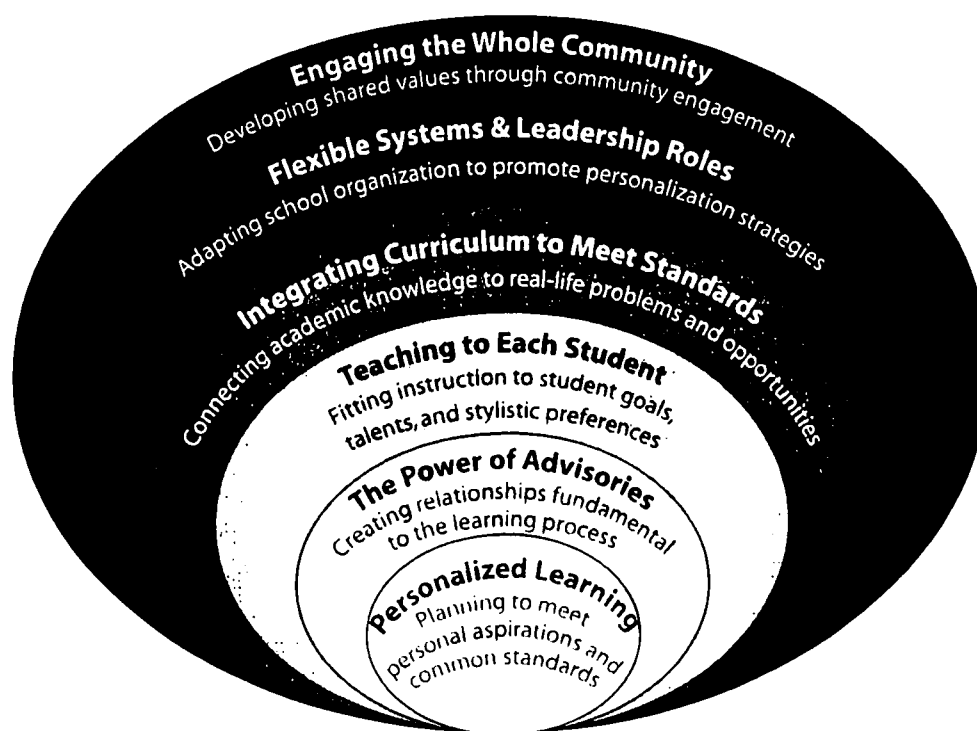 Engaging the Whole Community
Developing shared values through community engagement
Flexible Systems & Leadership Roles
Adapting school organization to promote personalization strategies
Integrating Curriculum to Meet Standards
Connecting academic knowledge to real-life problems and opportunities
Teaching to Each Student
Fitting instruction to student goals,
talents, and stylistic preferences
The Power of Advisories
Creating relationships fundamental
to the learning process
Personalized Learning
Planning to meet
personal aspirations and
common standards